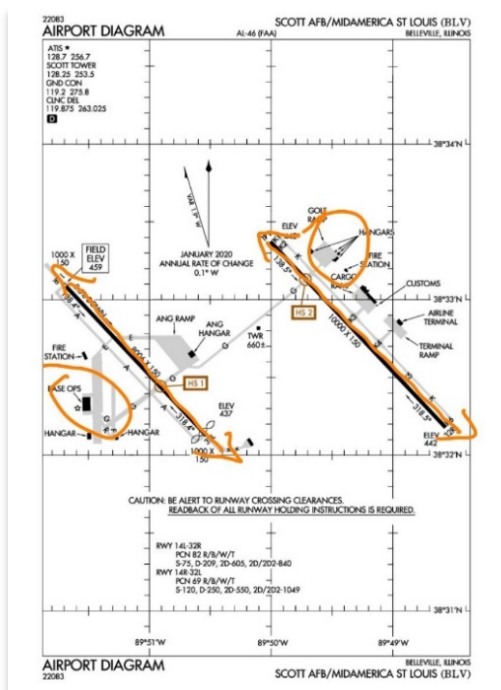 22083
AIRPORT DIAGRAM
AL-46 (FAA)
SCOTT AFB/MIDAMERICA ST LOUIS (BLV)
BELLEVILLE, ILLINOIS
ATIS ★
128.7 256.7
SCOTT TOWER
128.25 253.5
GND CON
119.2 275.8
CLNC DEL
119.875 263.025
D
38°34'N
VAR 1.9° W
JANUARY 2020
ANNUAL RATE OF CHANGE
0.1° W
ELEV
GOLF
RAMP
HANGARS
FIRE
STATION
CARGO
RAMP
CUSTOMS
38°33'N
1000 X
150
FIELD
ELEV
459
138.5°
HS 2
10000 X 150
AIRLINE
TERMINAL
TERMINAL
RAMP
ANG RAMP
ANG
HANGAR
TWR
660±
FIRE
STATION
A
E
E
A
G
G
8004 X 150
HS 1
BASE OPS
318.4°
ELEV
437
318.5°
HANGAR
HANGAR
1000 X
150
ELEV
442
38°32'N
CAUTION: BE ALERT TO RUNWAY CROSSING CLEARANCES.
READBACK OF ALL RUNWAY HOLDING INSTRUCTIONS IS REQUIRED.
RWY 14L-32R
PCN 82 R/B/W/T
S-75, D-209, 2D-605, 2D/2D2-840
RWY 14R-32L
PCN 69 R/B/W/T
S-120, D-250, 2D-550, 2D/2D2-1049
38°31'N
89°51'W
89°50'W
89°49'W
AIRPORT DIAGRAM
22083
BELLEVILLE, ILLINOIS
SCOTT AFB/MIDAMERICA ST LOUIS (BLV)